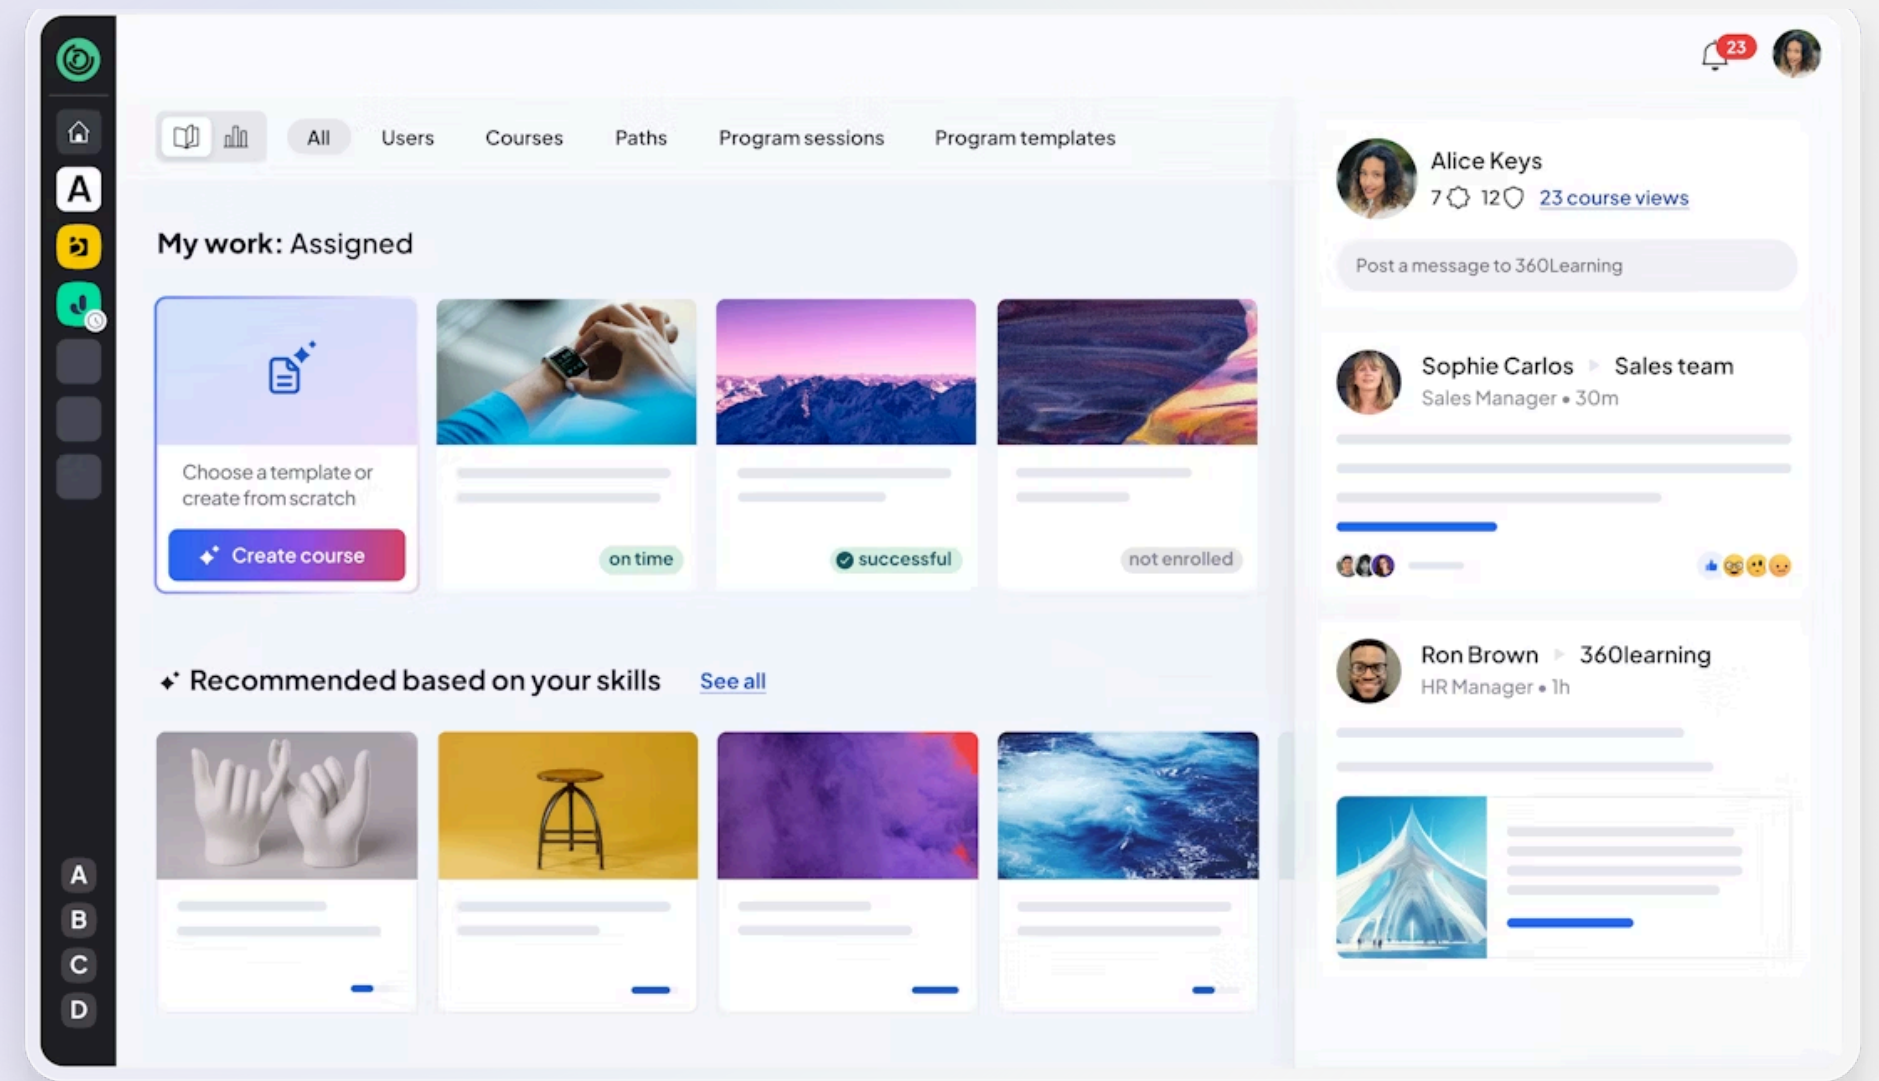 23
A
All
Users
Courses
Paths
Program sessions
Program templates
My work: Assigned
Choose a template or
create from scratch
Create course
on time
successful
not enrolled
Recommended based on your skills
See all
Alice Keys
7 12 23 course views
Post a message to 360Learning
Sophie Carlos Sales team
Sales Manager • 30m
Ron Brown 360learning
HR Manager • 1h
A
B
C
D